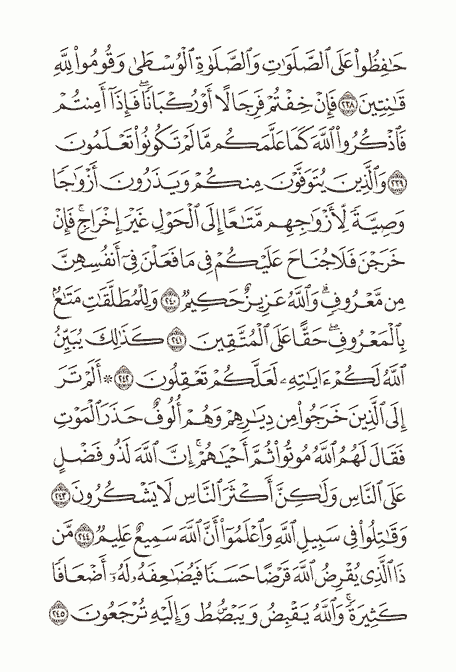 حَـٰفِظُوا۟ عَلَى ٱلصَّلَوَٰتِ وَٱلصَّلَوٰةِ ٱلْوُسْطَىٰ وَقُومُوا۟ لِلَّهِ
قَـٰنِتِينَ ٢٣٨ فَإِنْ خِفْتُمْ فَرِجَالًا أَوْ رُكْبَانًا ۖ فَإِذَآ أَمِنتُمْ
فَٱذْكُرُوا۟ ٱللَّهَ كَمَا عَلَّمَكُم مَّا لَمْ تَكُونُوا۟ تَعْلَمُونَ
٢٣٩ وَٱلَّذِينَ يُتَوَفَّوْنَ مِنكُمْ وَيَذَرُونَ أَزْوَٰجًا
وَصِيَّةً لِّأَزْوَٰجِهِم مَّتَـٰعًا إِلَى ٱلْحَوْلِ غَيْرَ إِخْرَاجٍ ۚ فَإِنْ
خَرَجْنَ فَلَا جُنَاحَ عَلَيْكُمْ فِى مَا فَعَلْنَ فِىٓ أَنفُسِهِنَّ
مِن مَّعْرُوفٍ ۗ وَٱللَّهُ عَزِيزٌ حَكِيمٌ ٢٤٠ وَلِلْمُطَلَّقَـٰتِ مَتَـٰعٌۢ
بِٱلْمَعْرُوفِ ۖ حَقًّا عَلَى ٱلْمُتَّقِينَ ٢٤١ كَذَٰلِكَ يُبَيِّنُ
ٱللَّهُ لَكُمْ ءَايَـٰتِهِۦ لَعَلَّكُمْ تَعْقِلُونَ ٢٤٢ ۞ أَلَمْ تَرَ
إِلَى ٱلَّذِينَ خَرَجُوا۟ مِن دِيَـٰرِهِمْ وَهُمْ أُلُوفٌ حَذَرَ ٱلْمَوْتِ
فَقَالَ لَهُمُ ٱللَّهُ مُوتُوا۟ ثُمَّ أَحْيَـٰهُمْ ۚ إِنَّ ٱللَّهَ لَذُو فَضْلٍ
عَلَى ٱلنَّاسِ وَلَـٰكِنَّ أَكْثَرَ ٱلنَّاسِ لَا يَشْكُرُونَ ٢٤٣
وَقَـٰتِلُوا۟ فِى سَبِيلِ ٱللَّهِ وَٱعْلَمُوٓا۟ أَنَّ ٱللَّهَ سَمِيعٌ عَلِيمٌ ٢٤٤ مَّن
ذَا ٱلَّذِى يُقْرِضُ ٱللَّهَ قَرْضًا حَسَنًا فَيُضَـٰعِفَهُۥ لَهُۥٓ أَضْعَافًا
كَثِيرَةً ۚ وَٱللَّهُ يَقْبِضُ وَيَبْصُۜطُ وَإِلَيْهِ تُرْجَعُونَ ٢٤٥